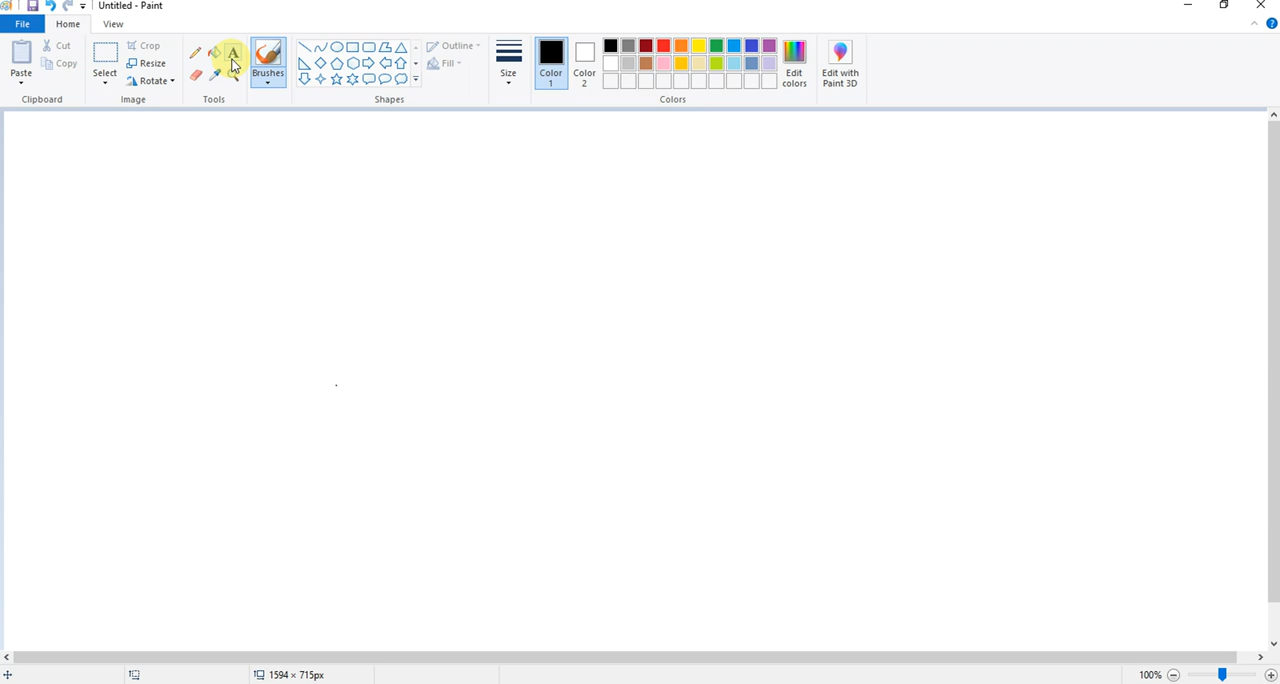 Untitled - Paint
File Home View
Paste
Cut
Copy
Clipboard
Select
Crop
Resize
Rotate
Image
A
Tools
Brushes
Shapes
Outline
Fill
Size
Color 1
Color 2
Edit colors
Colors
Edit with Paint 3D
1594 × 715px
100%